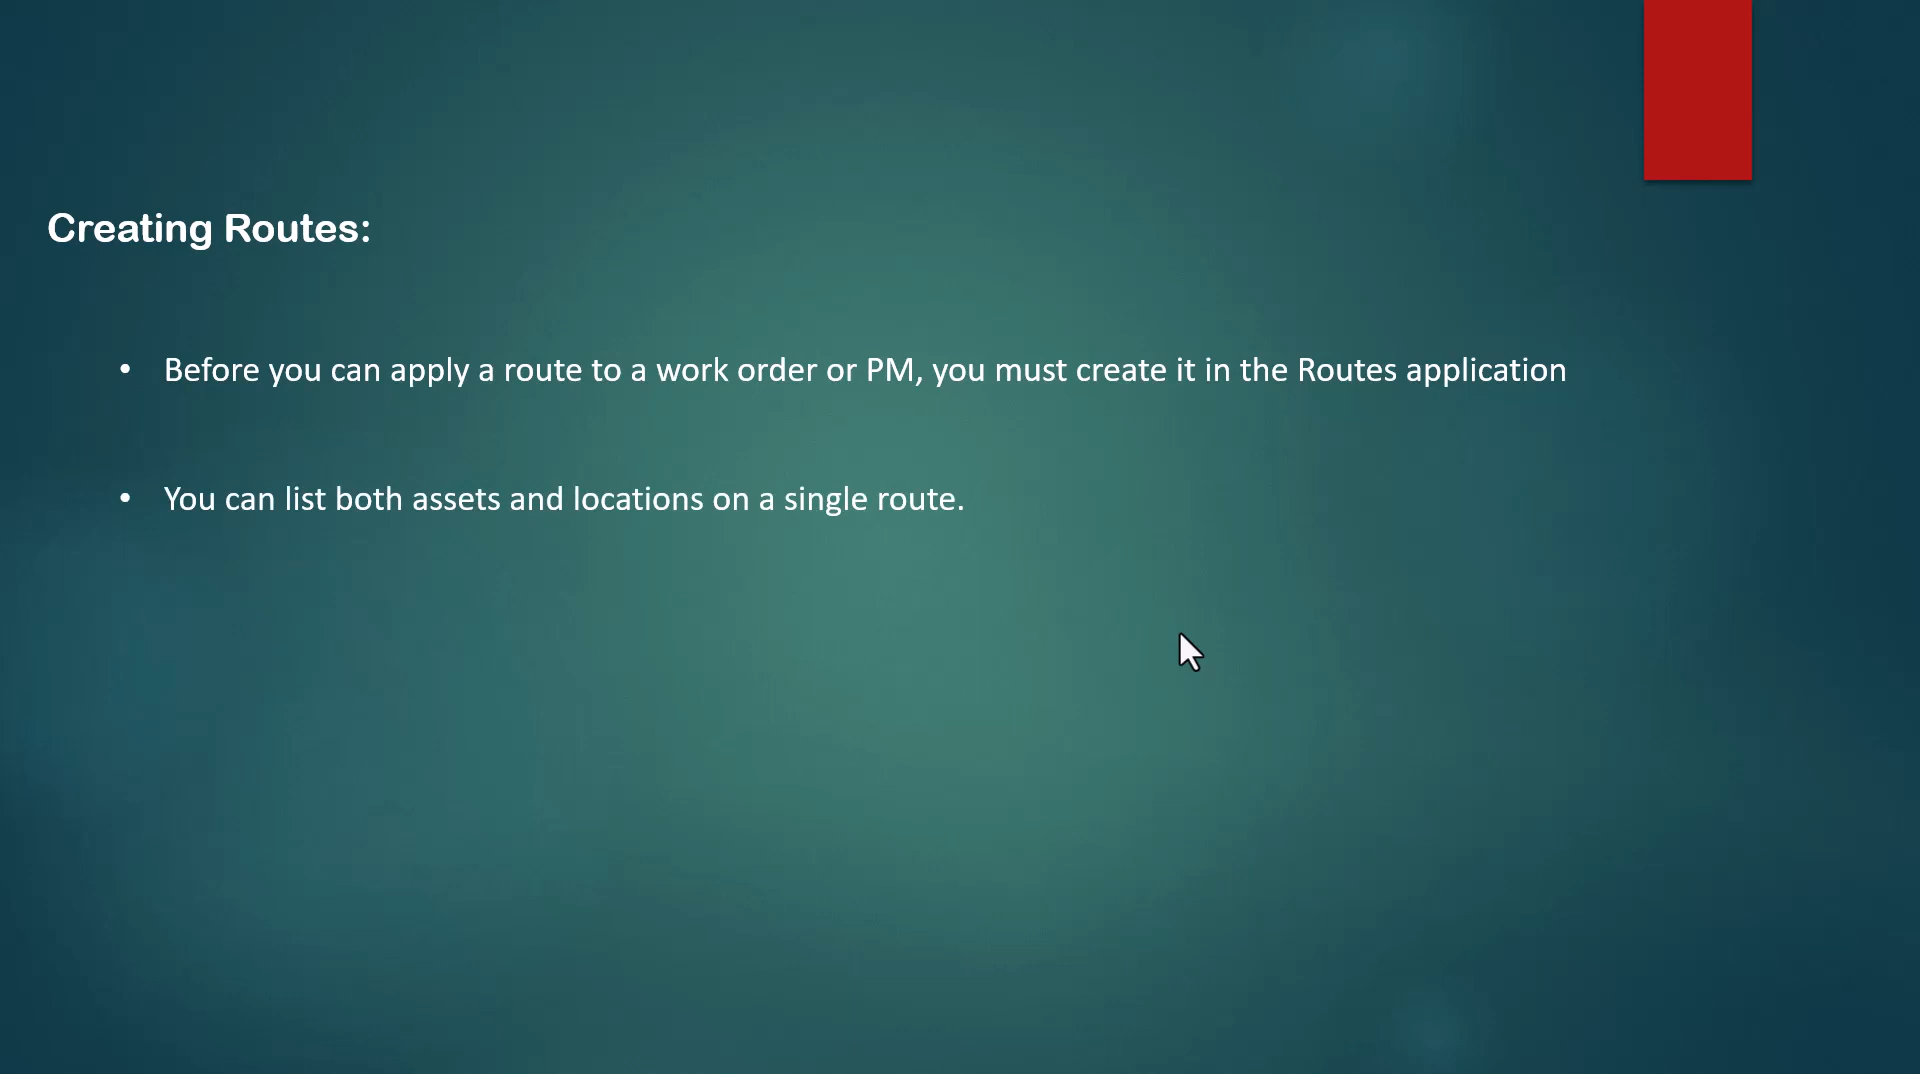 Creating Routes:
• Before you can apply a route to a work order or PM, you must create it in the Routes application
• You can list both assets and locations on a single route.